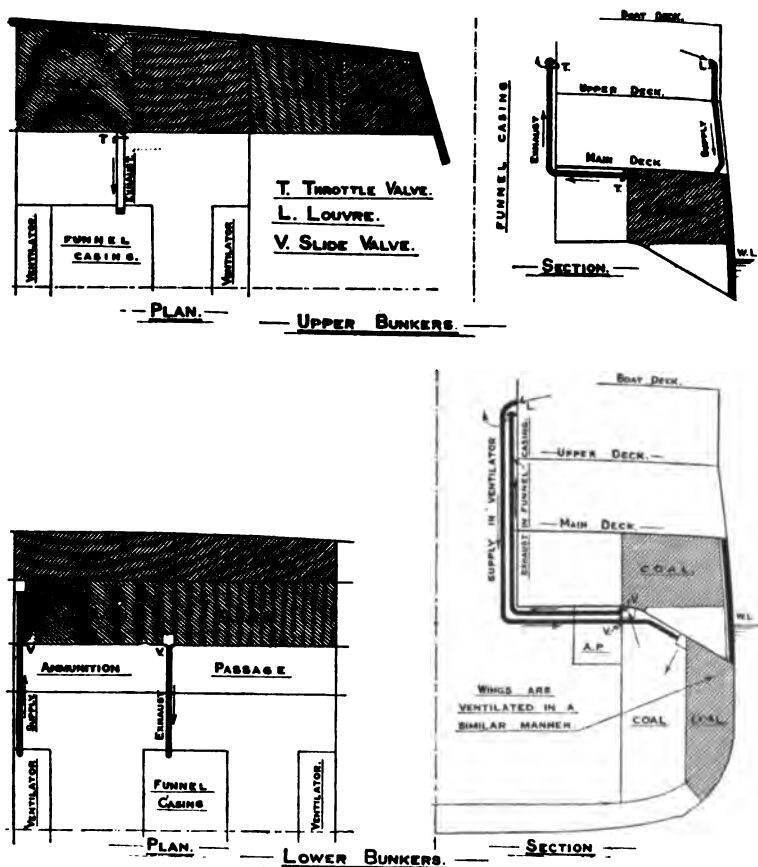 BOAT DECK.
T.
L.
UPPER DECK.
FUNNEL CASING
EXHAUST
SUPPLY
MAIN DECK
T.
W.L.
SECTION.
T.
EXHAUST
VENTILATOR
FUNNEL
CASING.
VENTILATOR
T. THROTTLE VALVE.
L. LOUVRE.
V. SLIDE VALVE.
PLAN.
UPPER BUNKERS.
BOAT DECK.
L.
SUPPLY IN VENTILATOR
EXHAUST IN FUNNEL CASING.
UPPER DECK.
MAIN DECK.
COAL.
V.
V.
W.L.
A.P.
WINGS ARE
VENTILATED IN A
SIMILAR MANNER.
COAL
COAL.
SECTION
V.
V.
AMMUNITION PASSAGE
SUPPLY
EXHAUST
VENTILATOR
FUNNEL
CASING
VENTILATOR.
PLAN.
LOWER BUNKERS.